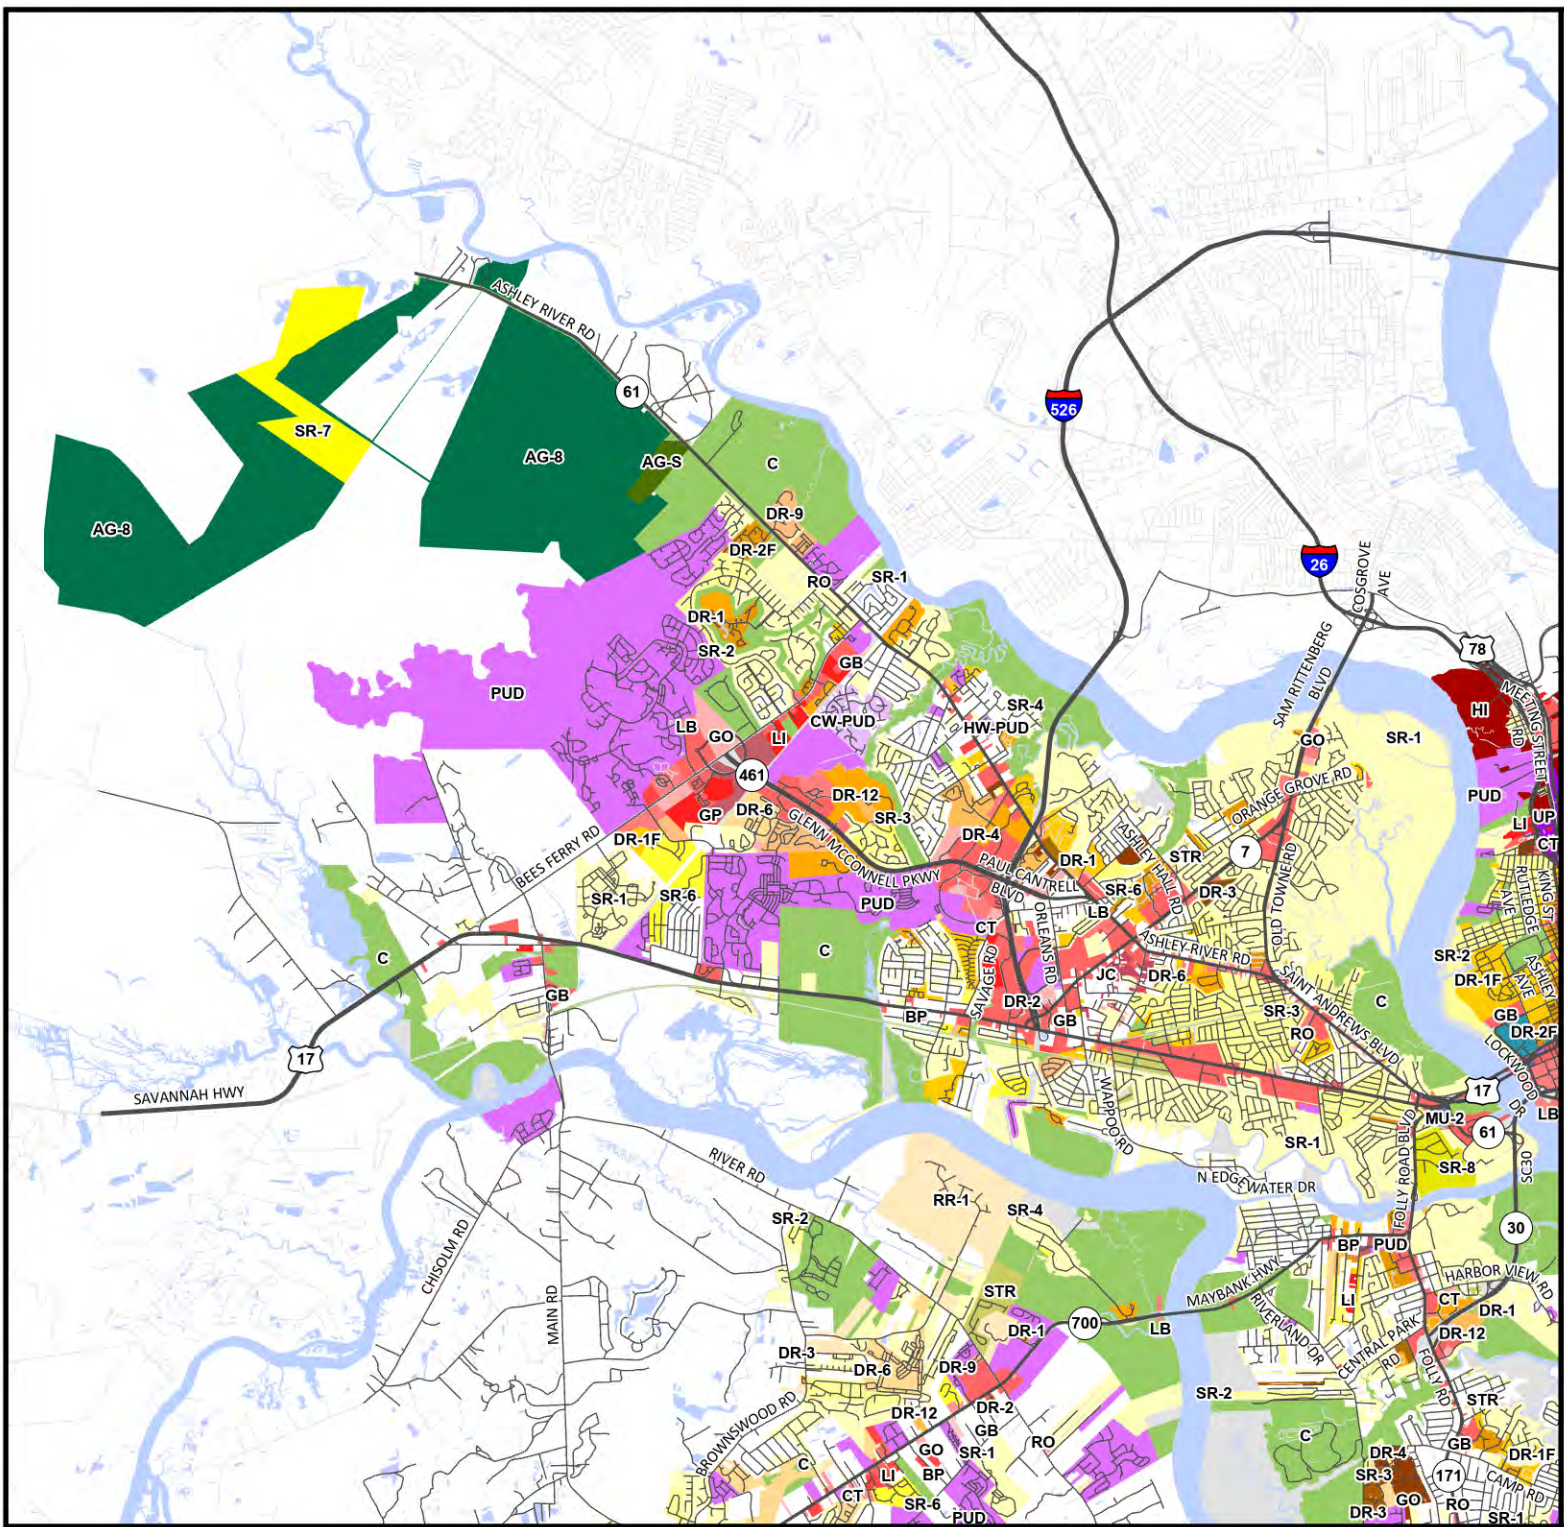 ASHLEY RIVER RD
61
526
SR-7
AG-8
AG-S
C
AG-8
DR-9
DR-2F
26
COSGROVE
AVE
RO
SR-1
DR-1
SR-2
SAM RITTENBERG
BLVD
78
GB
PUD
MEETING STREET
RD
SR-4
HI
LB
GO
CW-PUD
HW-PUD
LI
GO
SR-1
461
ORANGE GROVE RD
PUD
DR-12
GP
DR-6
SR-3
LI
UP
DR-1F
GLENN MCCONNELL PKWY
DR-4
ASHLEY HALL RD
CT
BEES FERRY RD
PAUL CANTRELL
BLVD
DR-1
STR
7
SR-1
SR-6
SR-6
DR-3
KING ST
RUTLEDGE
AVE
PUD
LB
OLD TOWNE RD
CT
ORLEANS RD
C
C
ASHLEY RIVER RD
SR-2
SAVAGE RD
JC
DR-6
DR-1F
ASHLEY
AVE
GB
DR-2
SAINT ANDREWS BLVD
C
BP
GB
SR-3
RO
GB
DR-2F
LOCKWOOD
DR
17
SAVANNAH HWY
17
WAPPOO RD
MU-2
LB
61
SR-1
RIVER RD
SR-8
N EDGEWATER DR
SC30
RR-1
FOLLY ROAD BLVD
SR-4
SR-2
30
CHISOLM RD
BP
PUD
MAYBANK HWY
HARBOR VIEW RD
STR
MAIN RD
LI
CT
DR-1
DR-1
700
LB
RIVERLAND DR
CENTRAL PARK
RD
DR-12
DR-3
DR-6
DR-9
FOLLY RD
SR-2
STR
BROWNSWOOD RD
DR-12
DR-2
GB
RO
C
GB
GO
SR-1
DR-4
DR-1F
C
LI
BP
SR-3
171
CAMP RD
CT
SR-6
GO
RO
DR-3
PUD
SR-1